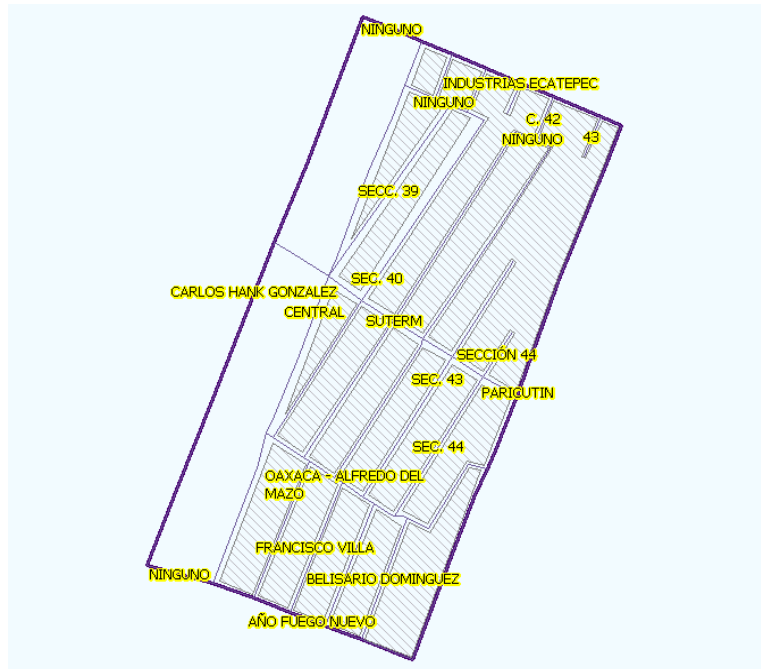 NINGUNO
INDUSTRIAS ECATEPEC
NINGUNO
C. 42
NINGUNO
43
SECC. 39
SEC. 40
CARLOS HANK GONZALEZ
CENTRAL
SUTERM
SECCIÓN 44
SEC. 43
PARICUTIN
SEC. 44
OAXACA - ALFREDO DEL
MAZO
FRANCISCO VILLA
NINGUNO
BELISARIO DOMINGUEZ
AÑO FUEGO NUEVO